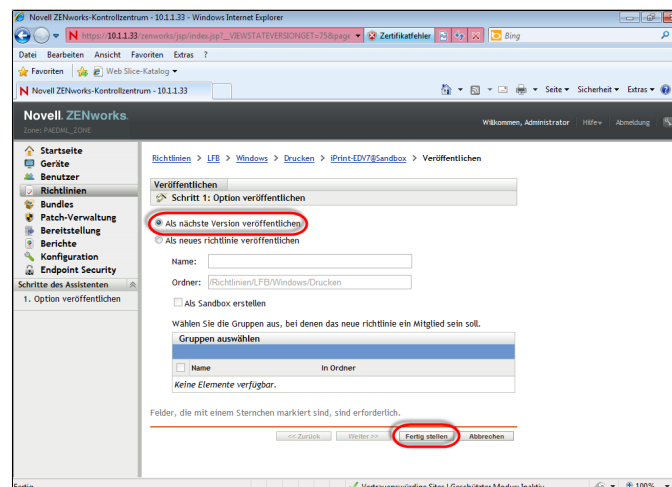 Novell ZENworks-Kontrollzentrum - 10.1.1.33 - Windows Internet Explorer
https://10.1.1.33/zenworks/jsp/index.jsp?__VIEWSTATEVERSIONGET=75&page
Zertifikatfehler
Bing
Datei Bearbeiten Ansicht Favoriten Extras ?
Favoriten Web Slice-Katalog
Novell ZENworks-Kontrollzentrum - 10.1.1.33
Seite Sicherheit Extras
Novell. ZENworks.
Zone: PAEDML_ZONE
Willkommen, Administrator Hilfe Abmeldung
Startseite
Geräte
Benutzer
Richtlinien
Bundles
Patch-Verwaltung
Bereitstellung
Berichte
Konfiguration
Endpoint Security
Schritte des Assistenten
1. Option veröffentlichen
Richtlinien > LFB > Windows > Drucken > iPrint-EDV7@Sandbox > Veröffentlichen
Veröffentlichen
Schritt 1: Option veröffentlichen
Als nächste Version veröffentlichen
Als neues richtlinie veröffentlichen
Name:
Ordner: /Richtlinien/LFB/Windows/Drucken
Als Sandbox erstellen
Wählen Sie die Gruppen aus, bei denen das neue richtlinie ein Mitglied sein soll.
Gruppen auswählen
Name In Ordner
Keine Elemente verfügbar.
Felder, die mit einem Sternchen markiert sind, sind erforderlich.
<< Zurück Weiter >> Fertig stellen Abbrechen
Fertig Vertrauenswürdige Sites | Geschützter Modus: Inaktiv 100%